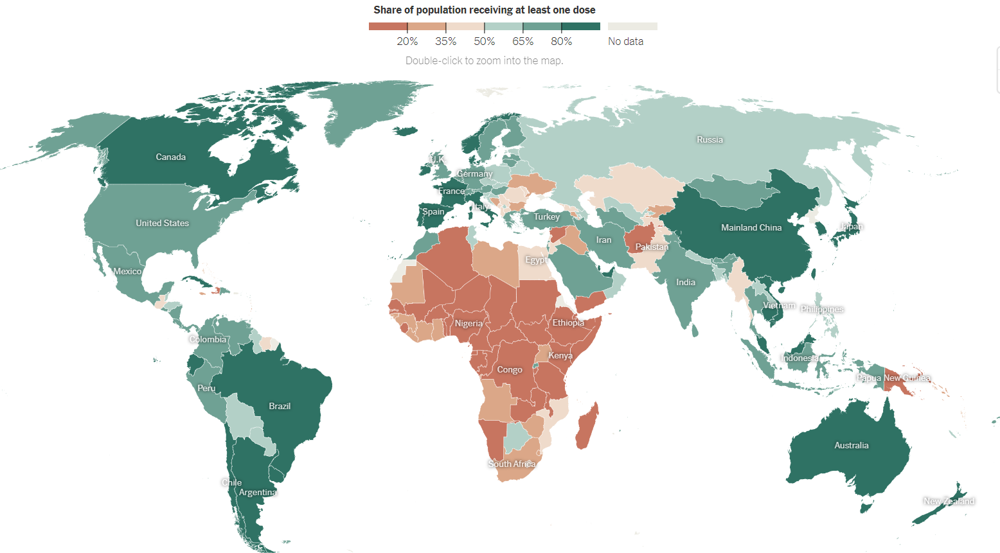 Share of population receiving at least one dose
20% 35% 50% 65% 80% No data
Double-click to zoom into the map.
Russia
Canada
U.K.
Germany
France
Italy
Spain
Turkey
United States
Japan
Mainland China
Iran
Pakistan
Egypt
Mexico
India
Vietnam
Philippines
Nigeria
Ethiopia
Colombia
Kenya
Indonesia
Congo
Papua New Guinea
Peru
Brazil
Australia
South Africa
Chile
Argentina
New Zealand